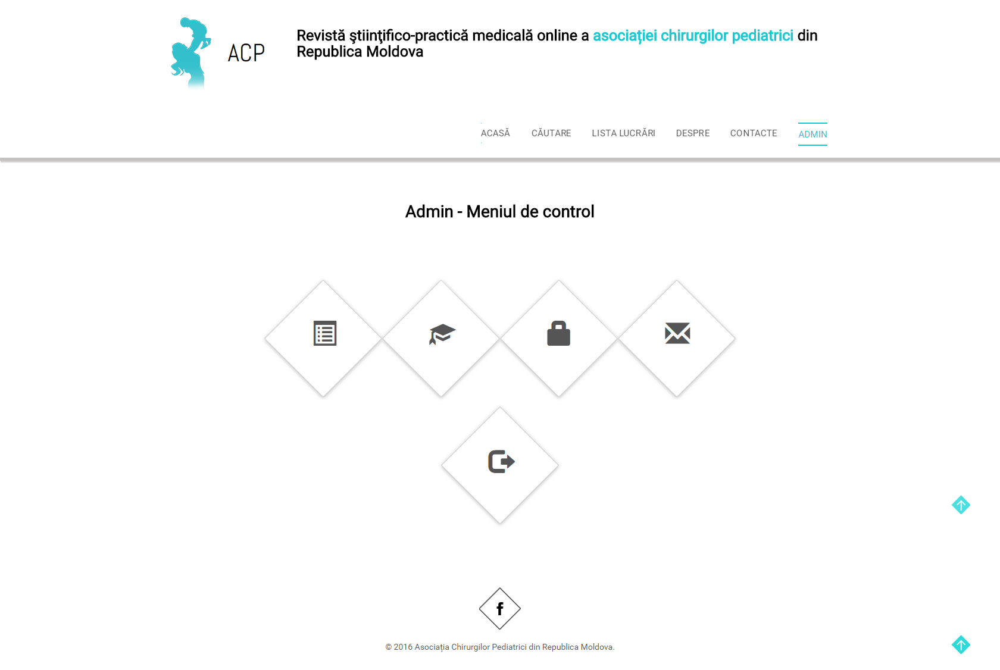 ACP
Revistă ştiinţifico-practică medicală online a asociației chirurgilor pediatrici din
Republica Moldova
ACASĂ CĂUTARE LISTA LUCRĂRI DESPRE CONTACTE ADMIN
Admin - Meniul de control
© 2016 Asociația Chirurgilor Pediatrici din Republica Moldova.